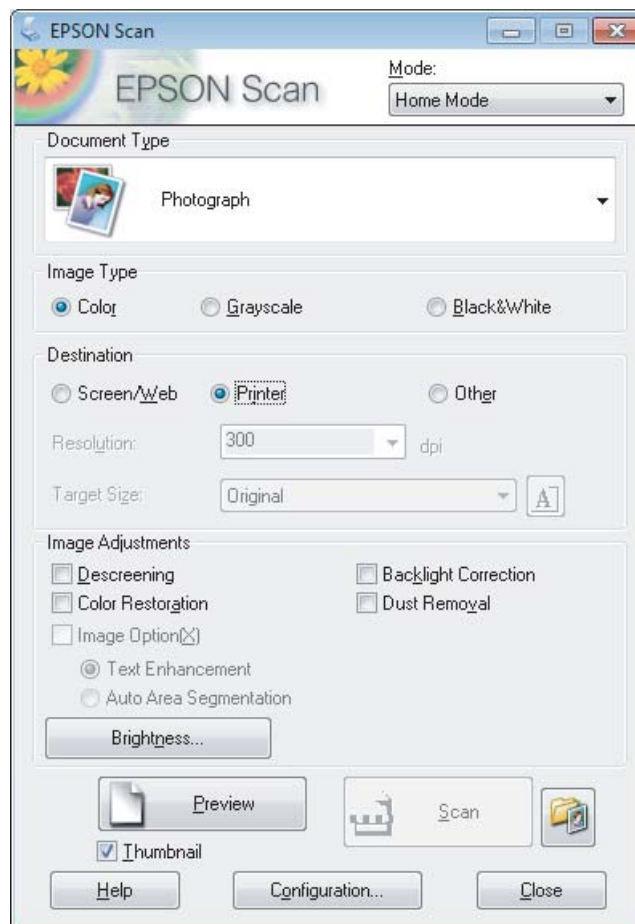 EPSON Scan
EPSON Scan
Mode:
Home Mode
Document Type
Photograph
Image Type
Color Grayscale Black&White
Destination
Screen/Web Printer Other
Resolution: 300 dpi
Target Size: Original A
Image Adjustments
Descreening Backlight Correction
Color Restoration Dust Removal
Image Option(X)
Text Enhancement
Auto Area Segmentation
Brightness...
Preview Scan
Thumbnail
Help Configuration... Close